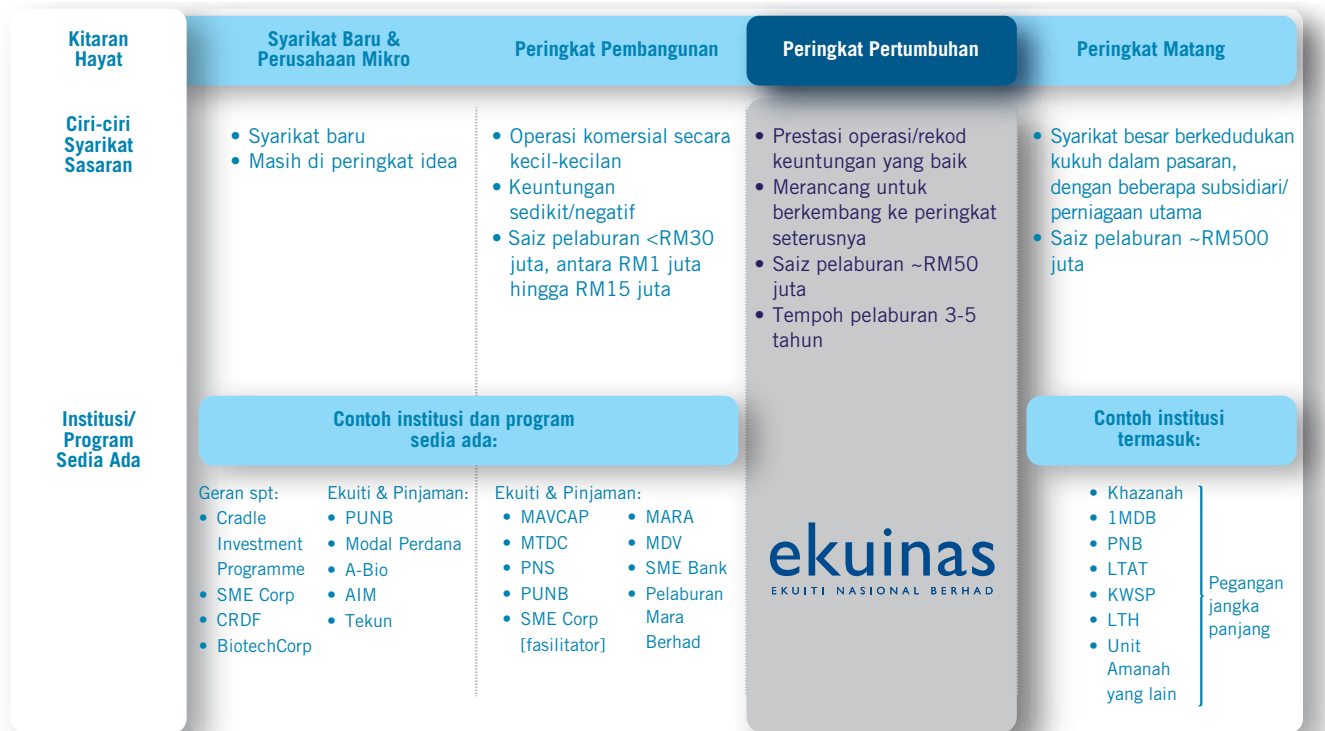 Kitaran
Hayat
Syarikat Baru &
Perusahaan Mikro
Peringkat Pembangunan
Peringkat Pertumbuhan
Peringkat Matang
Ciri-ciri
Syarikat
Sasaran
• Syarikat baru
• Masih di peringkat idea
• Operasi komersial secara
kecil-kecilan
• Keuntungan
sedikit/negatif
• Saiz pelaburan <RM30
juta, antara RM1 juta
hingga RM15 juta
• Prestasi operasi/rekod
keuntungan yang baik
• Merancang untuk
berkembang ke peringkat
seterusnya
• Saiz pelaburan ~RM50
juta
• Tempoh pelaburan 3-5
tahun
• Syarikat besar berkedudukan
kukuh dalam pasaran,
dengan beberapa subsidiari/
perniagaan utama
• Saiz pelaburan ~RM500
juta
Institusi/
Program
Sedia Ada
Contoh institusi dan program
sedia ada:
Geran spt:
• Cradle
Investment
Programme
• SME Corp
• CRDF
• BiotechCorp
Ekuiti & Pinjaman:
• PUNB
• Modal Perdana
• A-Bio
• AIM
• Tekun
Ekuiti & Pinjaman:
• MAVCAP
• MTDC
• PNS
• PUNB
• SME Corp
[fasilitator]
• MARA
• MDV
• SME Bank
• Pelaburan
Mara
Berhad
ekuinas
EKUITI NASIONAL BERHAD
Contoh institusi
termasuk:
• Khazanah
• 1MDB
• PNB
• LTAT
• KWSP
• LTH
• Unit
Amanah
yang lain
Pegangan
jangka
panjang